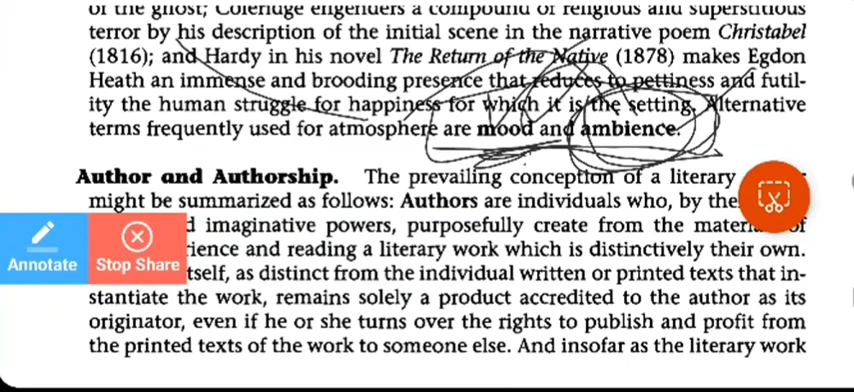 of the ghost; Coleridge engenders a compound of religious and superstitious
terror by his description of the initial scene in the narrative poem Christabel
(1816); and Hardy in his novel The Return of the Native (1878) makes Egdon
Heath an immense and brooding presence that reduces to pettiness and futil-
ity the human struggle for happiness for which it is the setting. Alternative
terms frequently used for atmosphere are mood and ambience.
Author and Authorship. The prevailing conception of a literary
might be summarized as follows: Authors are individuals who, by
imaginative powers, purposefully create from the of
and reading a literary work which is distinctively their own.
Annotate Stop Share
as distinct from the individual written or printed texts that in-
stantiate the work, remains solely a product accredited to the author as its
originator, even if he or she turns over the rights to publish and profit from
the printed texts of the work to someone else. And insofar as the literary work